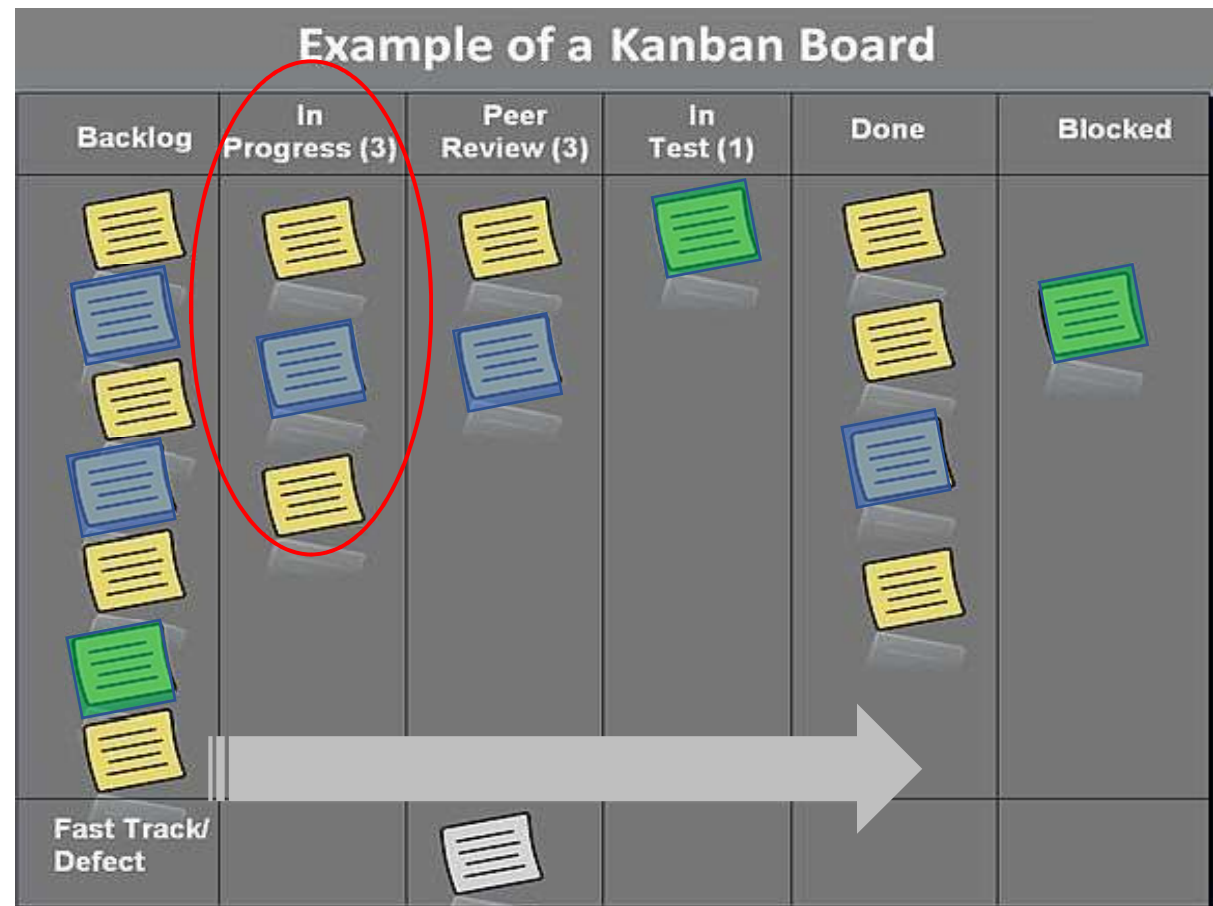 Example of a Kanban Board
Backlog
In
Progress (3)
Peer
Review (3)
In
Test (1)
Done
Blocked
Fast Track/
Defect